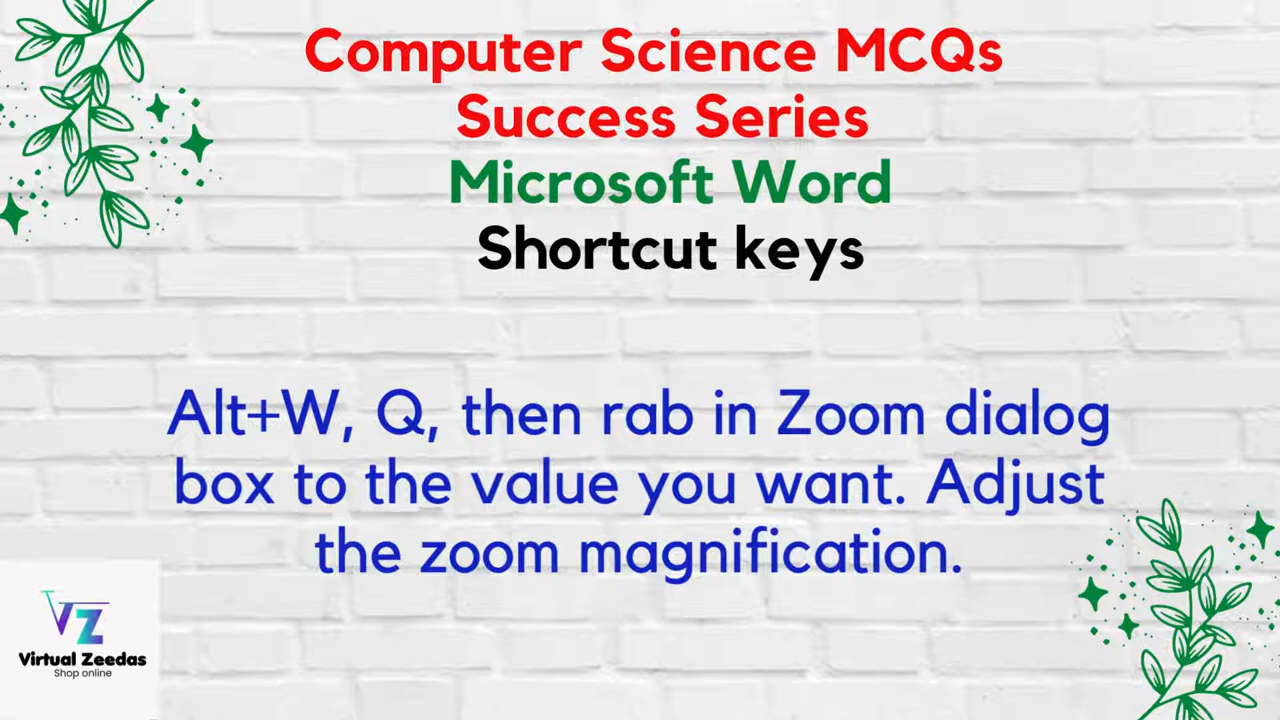 Computer Science MCQs
Success Series
Microsoft Word
Shortcut keys
Alt+W, Q, then rab in Zoom dialog
box to the value you want. Adjust
the zoom magnification.
VZ
Virtual Zeedas
Shop online